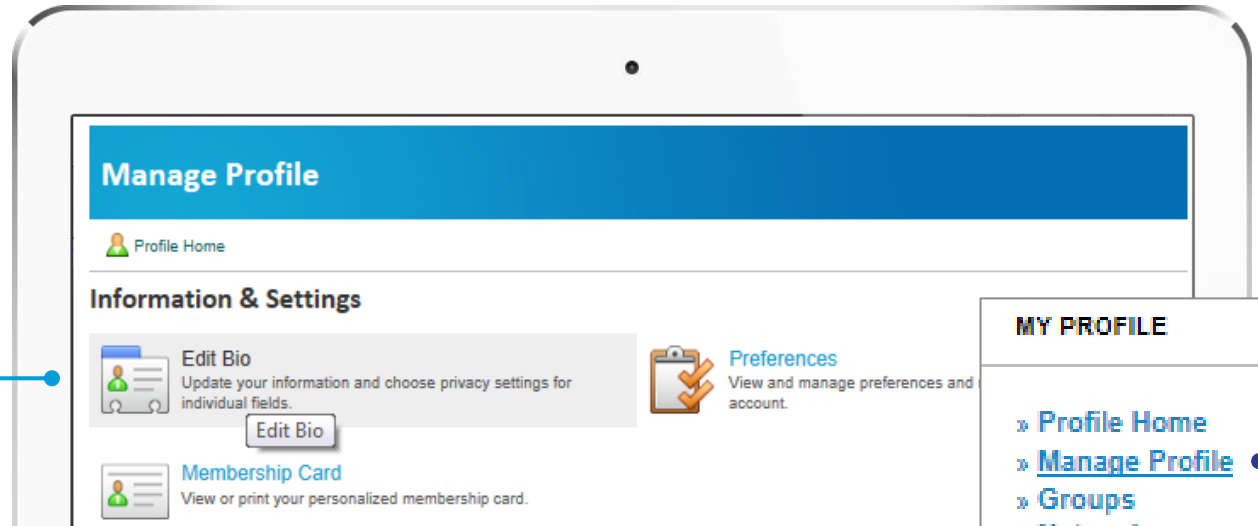 Manage Profile
Profile Home
Information & Settings
Edit Bio
Update your information and choose privacy settings for
individual fields.
Edit Bio
Preferences
View and manage preferences and
account.
Membership Card
View or print your personalized membership card.
MY PROFILE
» Profile Home
» Manage Profile
» Groups